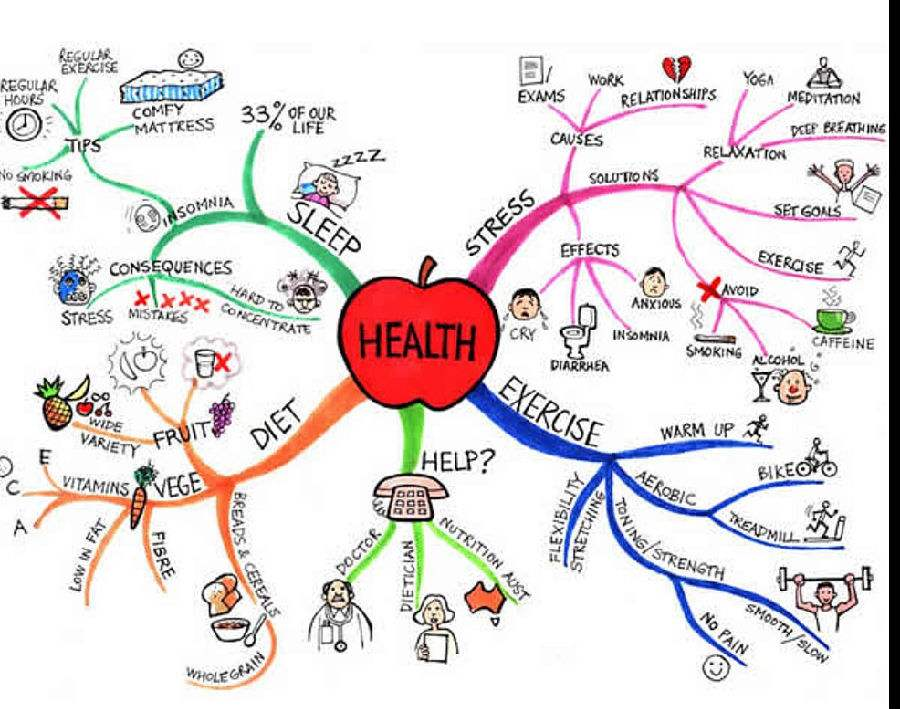 HEALTH
SLEEP
33% OF OUR
LIFE
ZZZZ
INSOMNIA
TIPS
REGULAR
HOURS
REGULAR
EXERCISE
COMFY
MATTRESS
NO SMOKING
CONSEQUENCES
STRESS
MISTAKES
HARD TO
CONCENTRATE
STRESS
CAUSES
EXAMS
WORK
RELATIONSHIPS
SOLUTIONS
RELAXATION
YOGA
MEDITATION
DEEP BREATHING
SET GOALS
EXERCISE
AVOID
SMOKING
ALCOHOL
CAFFEINE
EFFECTS
CRY
DIARRHEA
INSOMNIA
ANXIOUS
EXERCISE
WARM UP
AEROBIC
BIKE
TREADMILL
TONING/STRENGTH
SMOOTH/SLOW
NO PAIN
FLEXIBILITY
STRETCHING
HELP?
DOCTOR
DIETICIAN
NUTRITION AUST
DIET
FRUIT
WIDE
VARIETY
VEGE
VITAMINS
E
C
A
LOW IN FAT
FIBRE
BREADS & CEREALS
WHOLEGRAIN